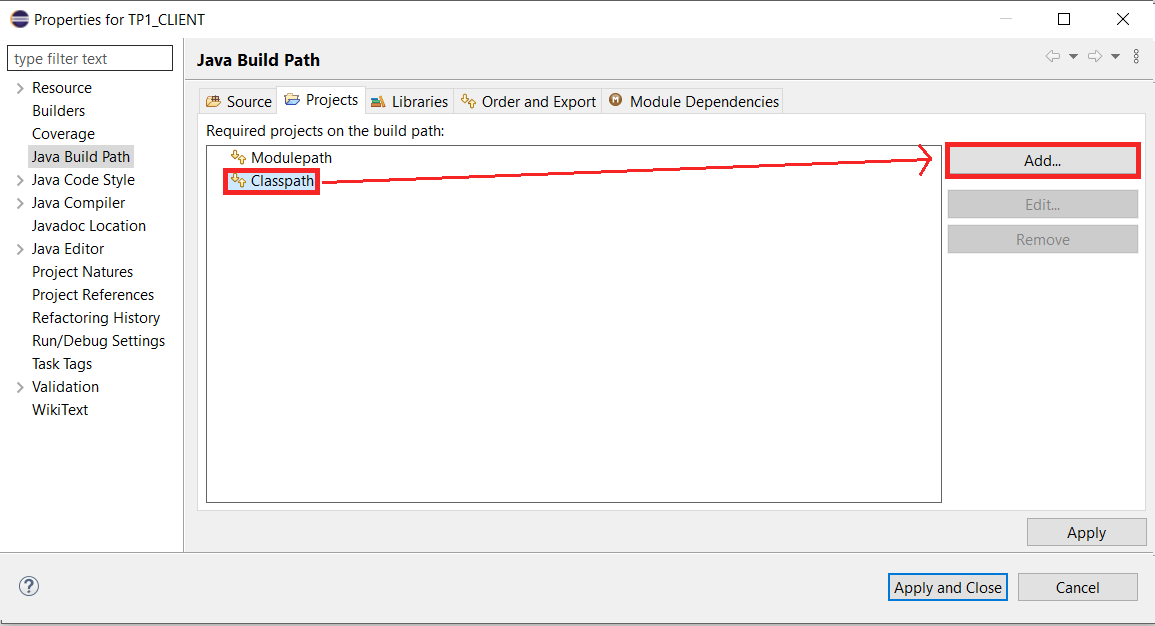 Properties for TP1_CLIENT
type filter text
Resource
Builders
Coverage
Java Build Path
Java Code Style
Java Compiler
Javadoc Location
Java Editor
Project Natures
Project References
Refactoring History
Run/Debug Settings
Task Tags
Validation
WikiText
Java Build Path
Source Projects Libraries Order and Export M Module Dependencies
Required projects on the build path:
Modulepath
Classpath
Add...
Edit...
Remove
Apply
? Apply and Close Cancel